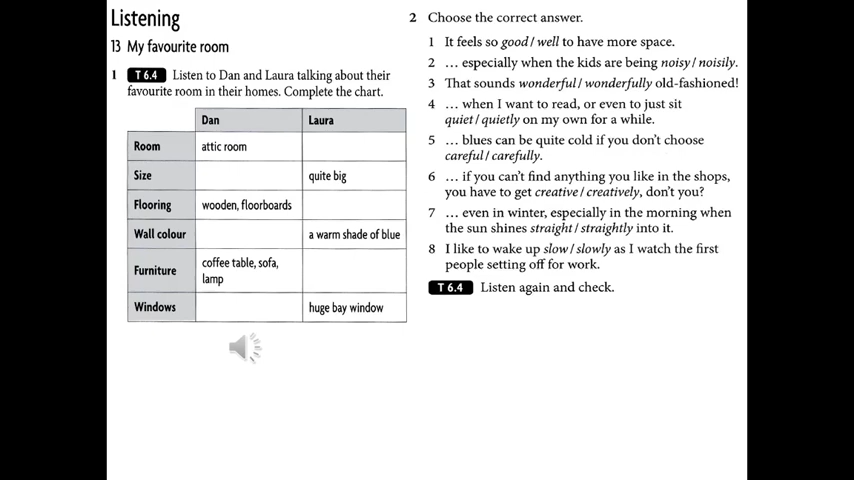 Listening
13 My favourite room
1 T 6.4 Listen to Dan and Laura talking about their
favourite room in their homes. Complete the chart.
Dan Laura
Room attic room
Size quite big
Flooring wooden, floorboards
Wall colour a warm shade of blue
Furniture coffee table, sofa,
lamp
Windows huge bay window
2 Choose the correct answer.
1 It feels so good / well to have more space.
2 … especially when the kids are being noisy / noisily.
3 That sounds wonderful / wonderfully old-fashioned!
4 … when I want to read, or even to just sit
quiet / quietly on my own for a while.
5 … blues can be quite cold if you don't choose
careful / carefully.
6 … if you can't find anything you like in the shops,
you have to get creative / creatively, don't you?
7 … even in winter, especially in the morning when
the sun shines straight / straightly into it.
8 I like to wake up slow / slowly as I watch the first
people setting off for work.
T 6.4 Listen again and check.